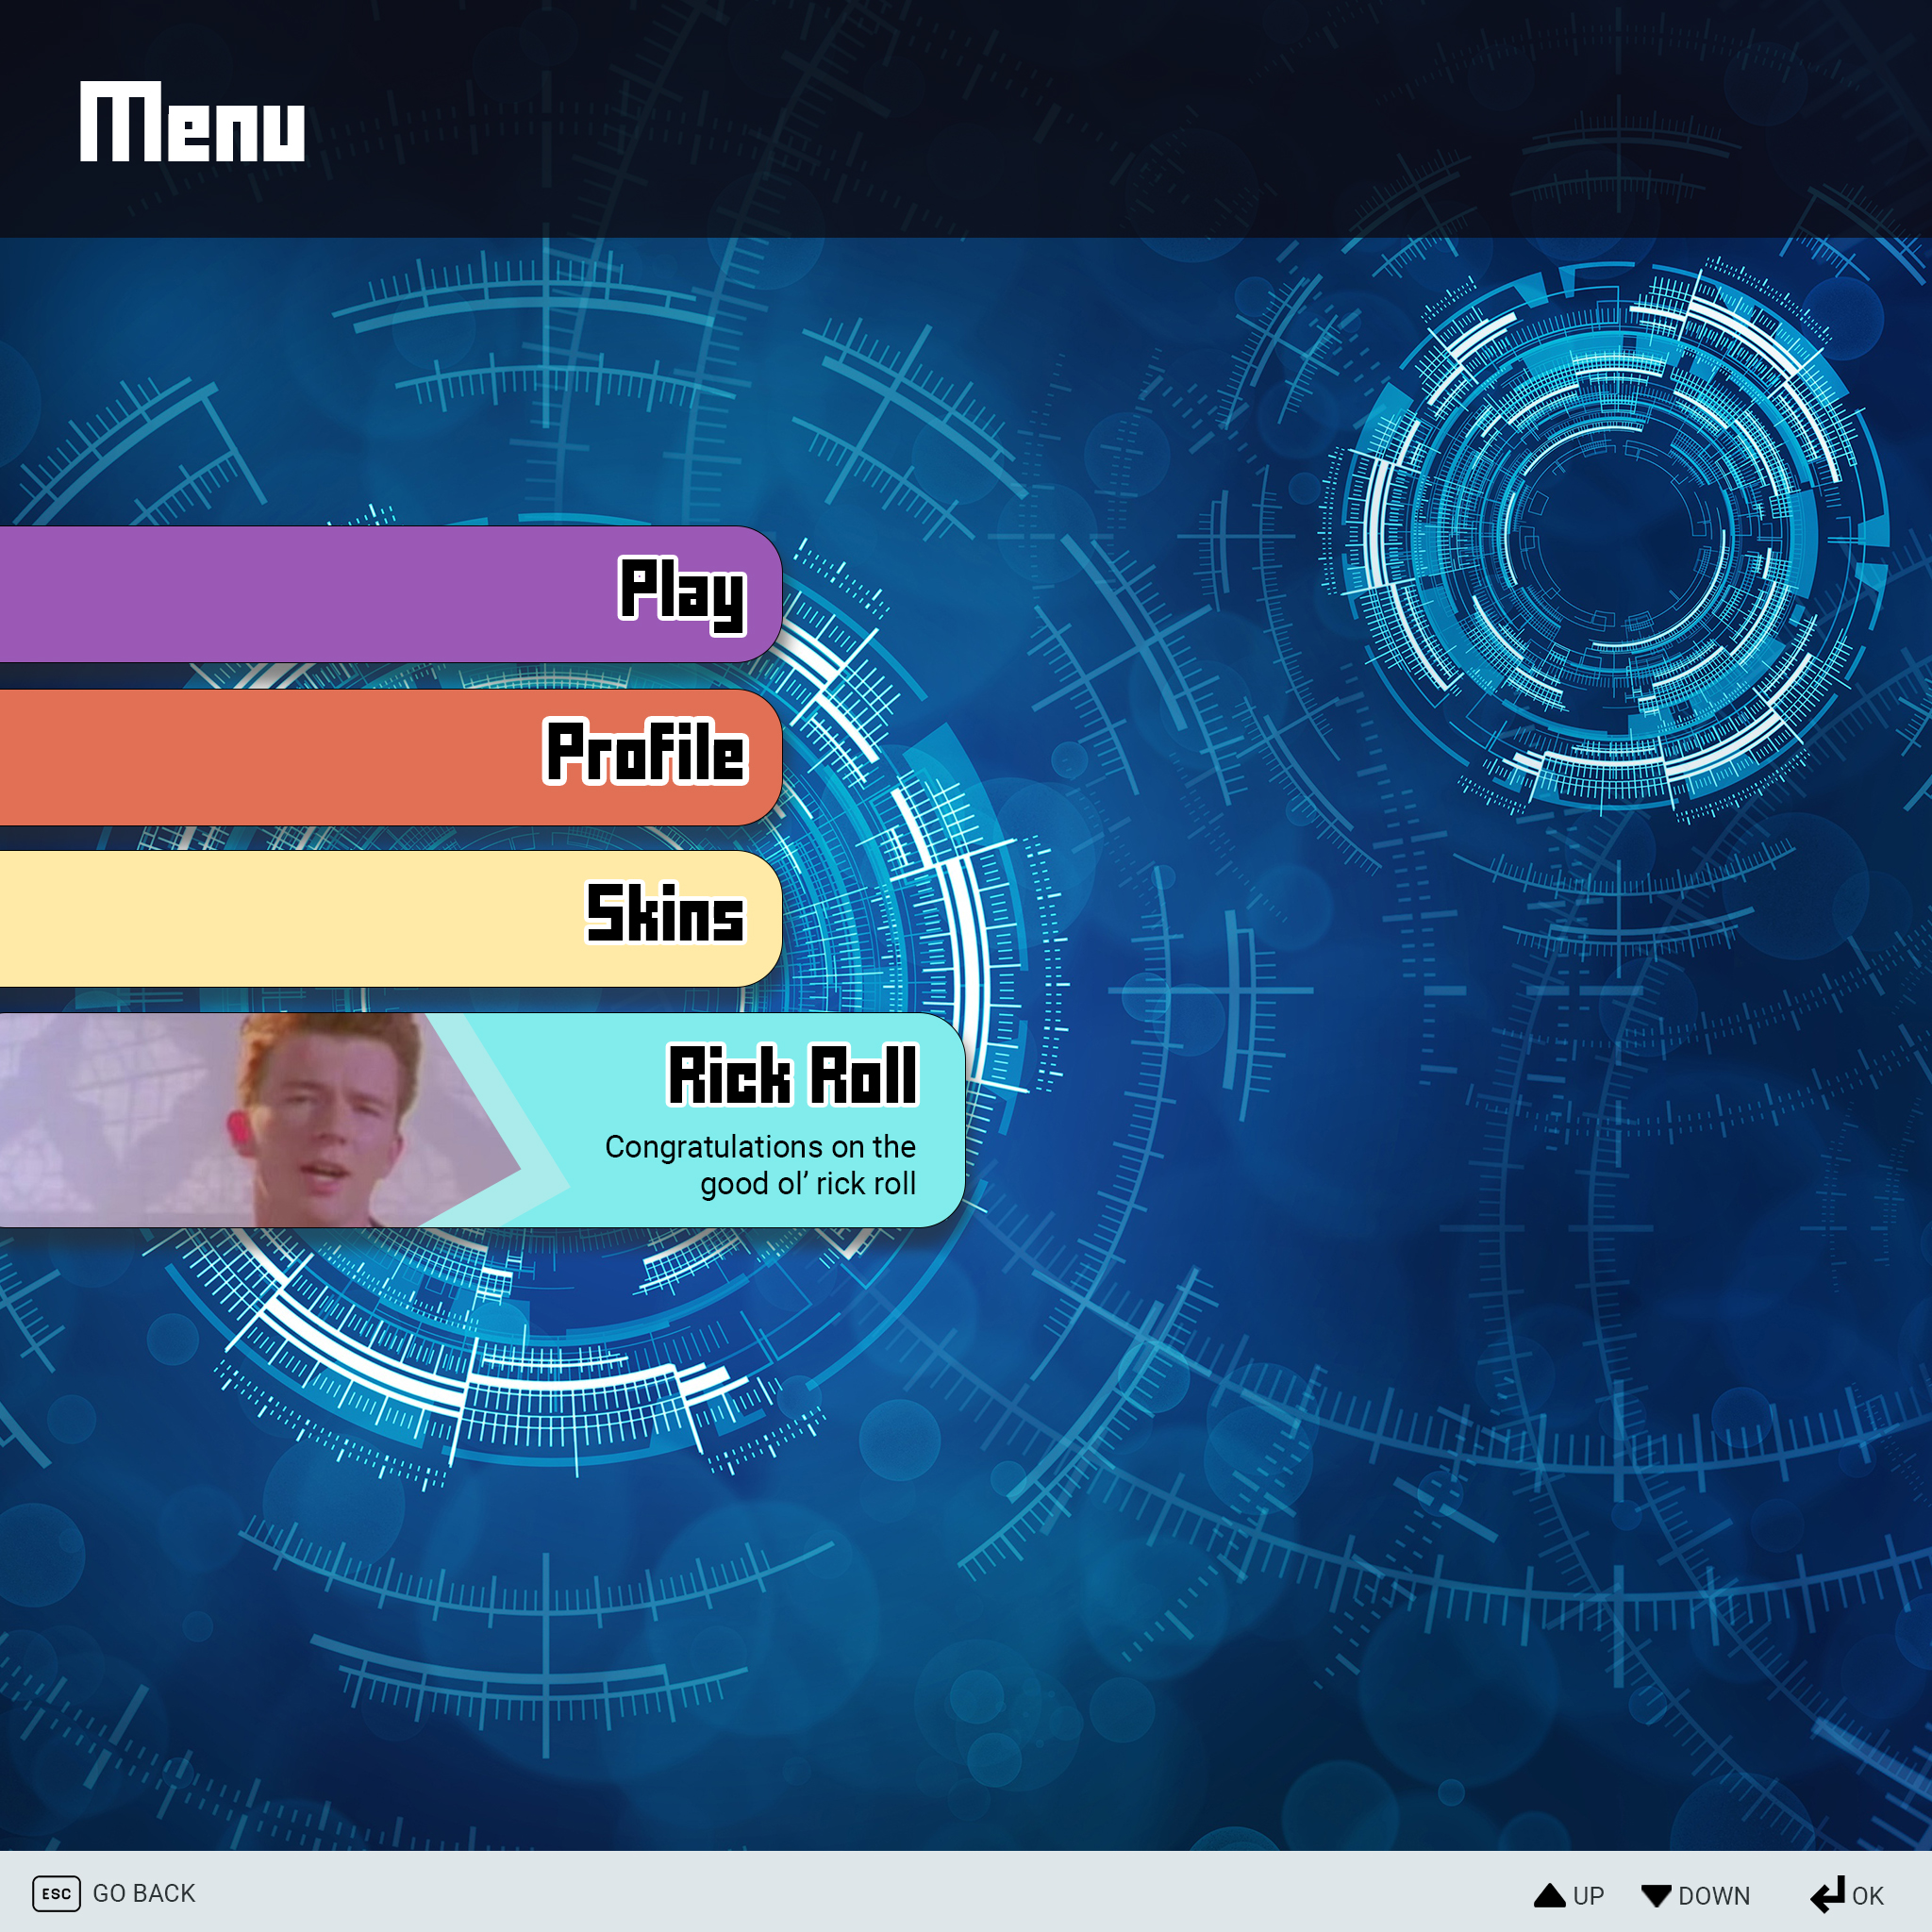 Menu
Play
Profile
Skins
Rick Roll
Congratulations on the
good ol’ rick roll
ESC GO BACK
UP DOWN OK